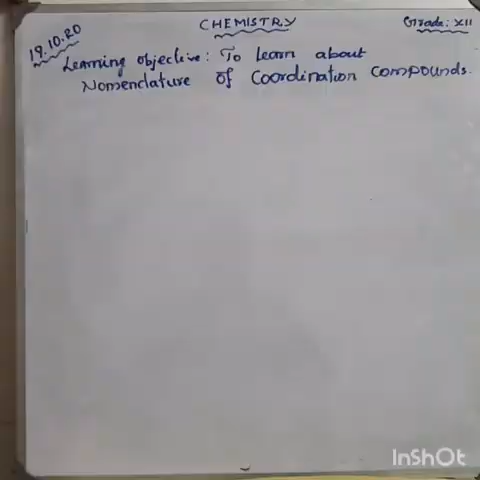 19.10.20
CHEMISTRY
Grade: XII
Learning objective: To Learn about
Nomenclature of Coordination compounds.
InShOt